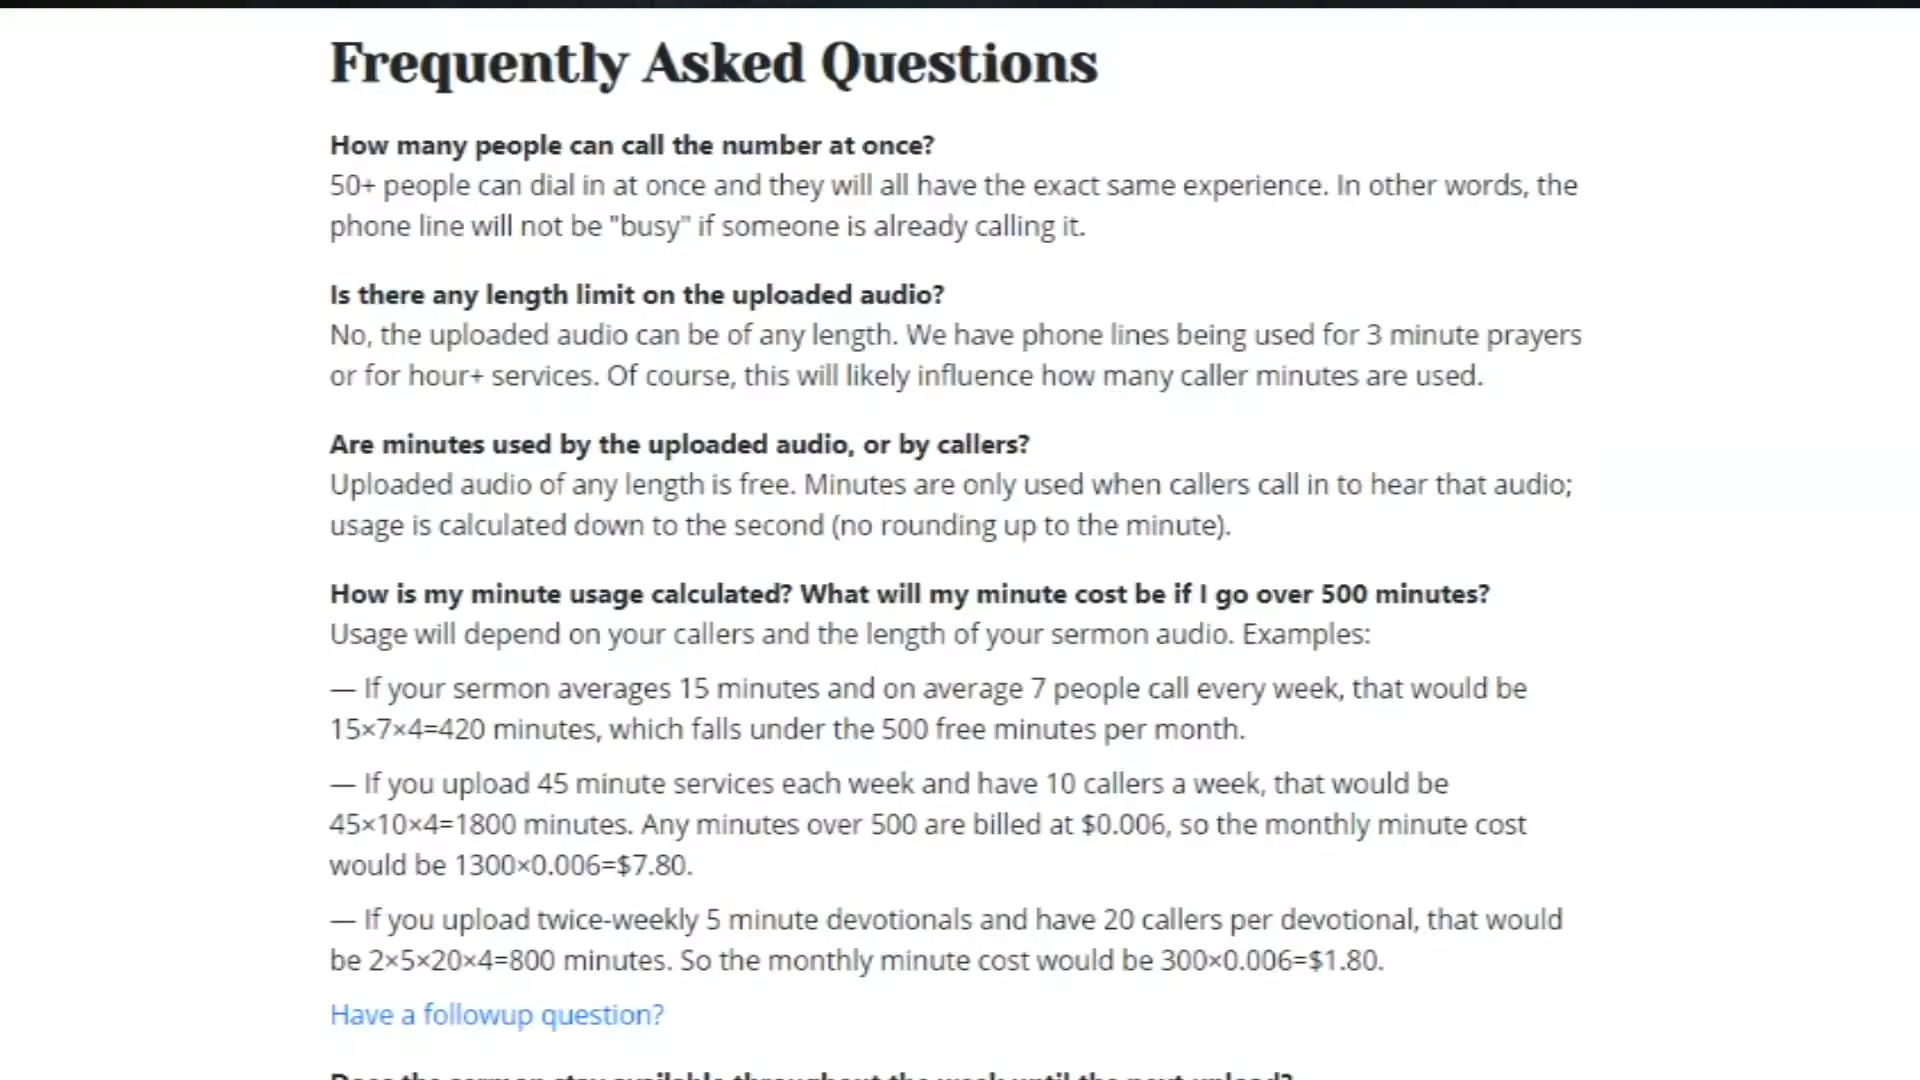 Frequently Asked Questions
How many people can call the number at once?
50+ people can dial in at once and they will all have the exact same experience. In other words, the
phone line will not be "busy" if someone is already calling it.
Is there any length limit on the uploaded audio?
No, the uploaded audio can be of any length. We have phone lines being used for 3 minute prayers
or for hour+ services. Of course, this will likely influence how many caller minutes are used.
Are minutes used by the uploaded audio, or by callers?
Uploaded audio of any length is free. Minutes are only used when callers call in to hear that audio;
usage is calculated down to the second (no rounding up to the minute).
How is my minute usage calculated? What will my minute cost be if I go over 500 minutes?
Usage will depend on your callers and the length of your sermon audio. Examples:
— If your sermon averages 15 minutes and on average 7 people call every week, that would be
15×7×4=420 minutes, which falls under the 500 free minutes per month.
— If you upload 45 minute services each week and have 10 callers a week, that would be
45×10×4=1800 minutes. Any minutes over 500 are billed at $0.006, so the monthly minute cost
would be 1300×0.006=$7.80.
— If you upload twice-weekly 5 minute devotionals and have 20 callers per devotional, that would
be 2×5×20×4=800 minutes. So the monthly minute cost would be 300×0.006=$1.80.
Have a followup question?
Does the sermon stay available throughout the week until the next upload?